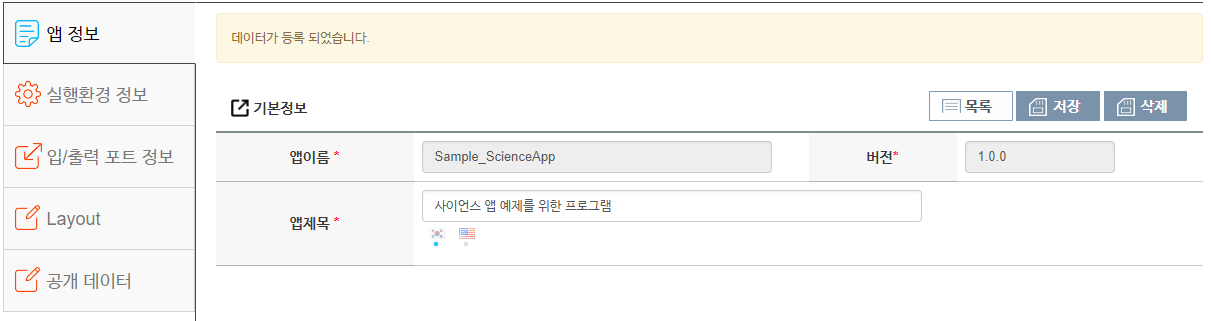 앱 정보
실행환경 정보
입/출력 포트 정보
Layout
공개 데이터
데이터가 등록 되었습니다.
기본정보
목록 저장 삭제
앱이름 * Sample_ScienceApp 버전* 1.0.0
앱제목 * 사이언스 앱 예제를 위한 프로그램